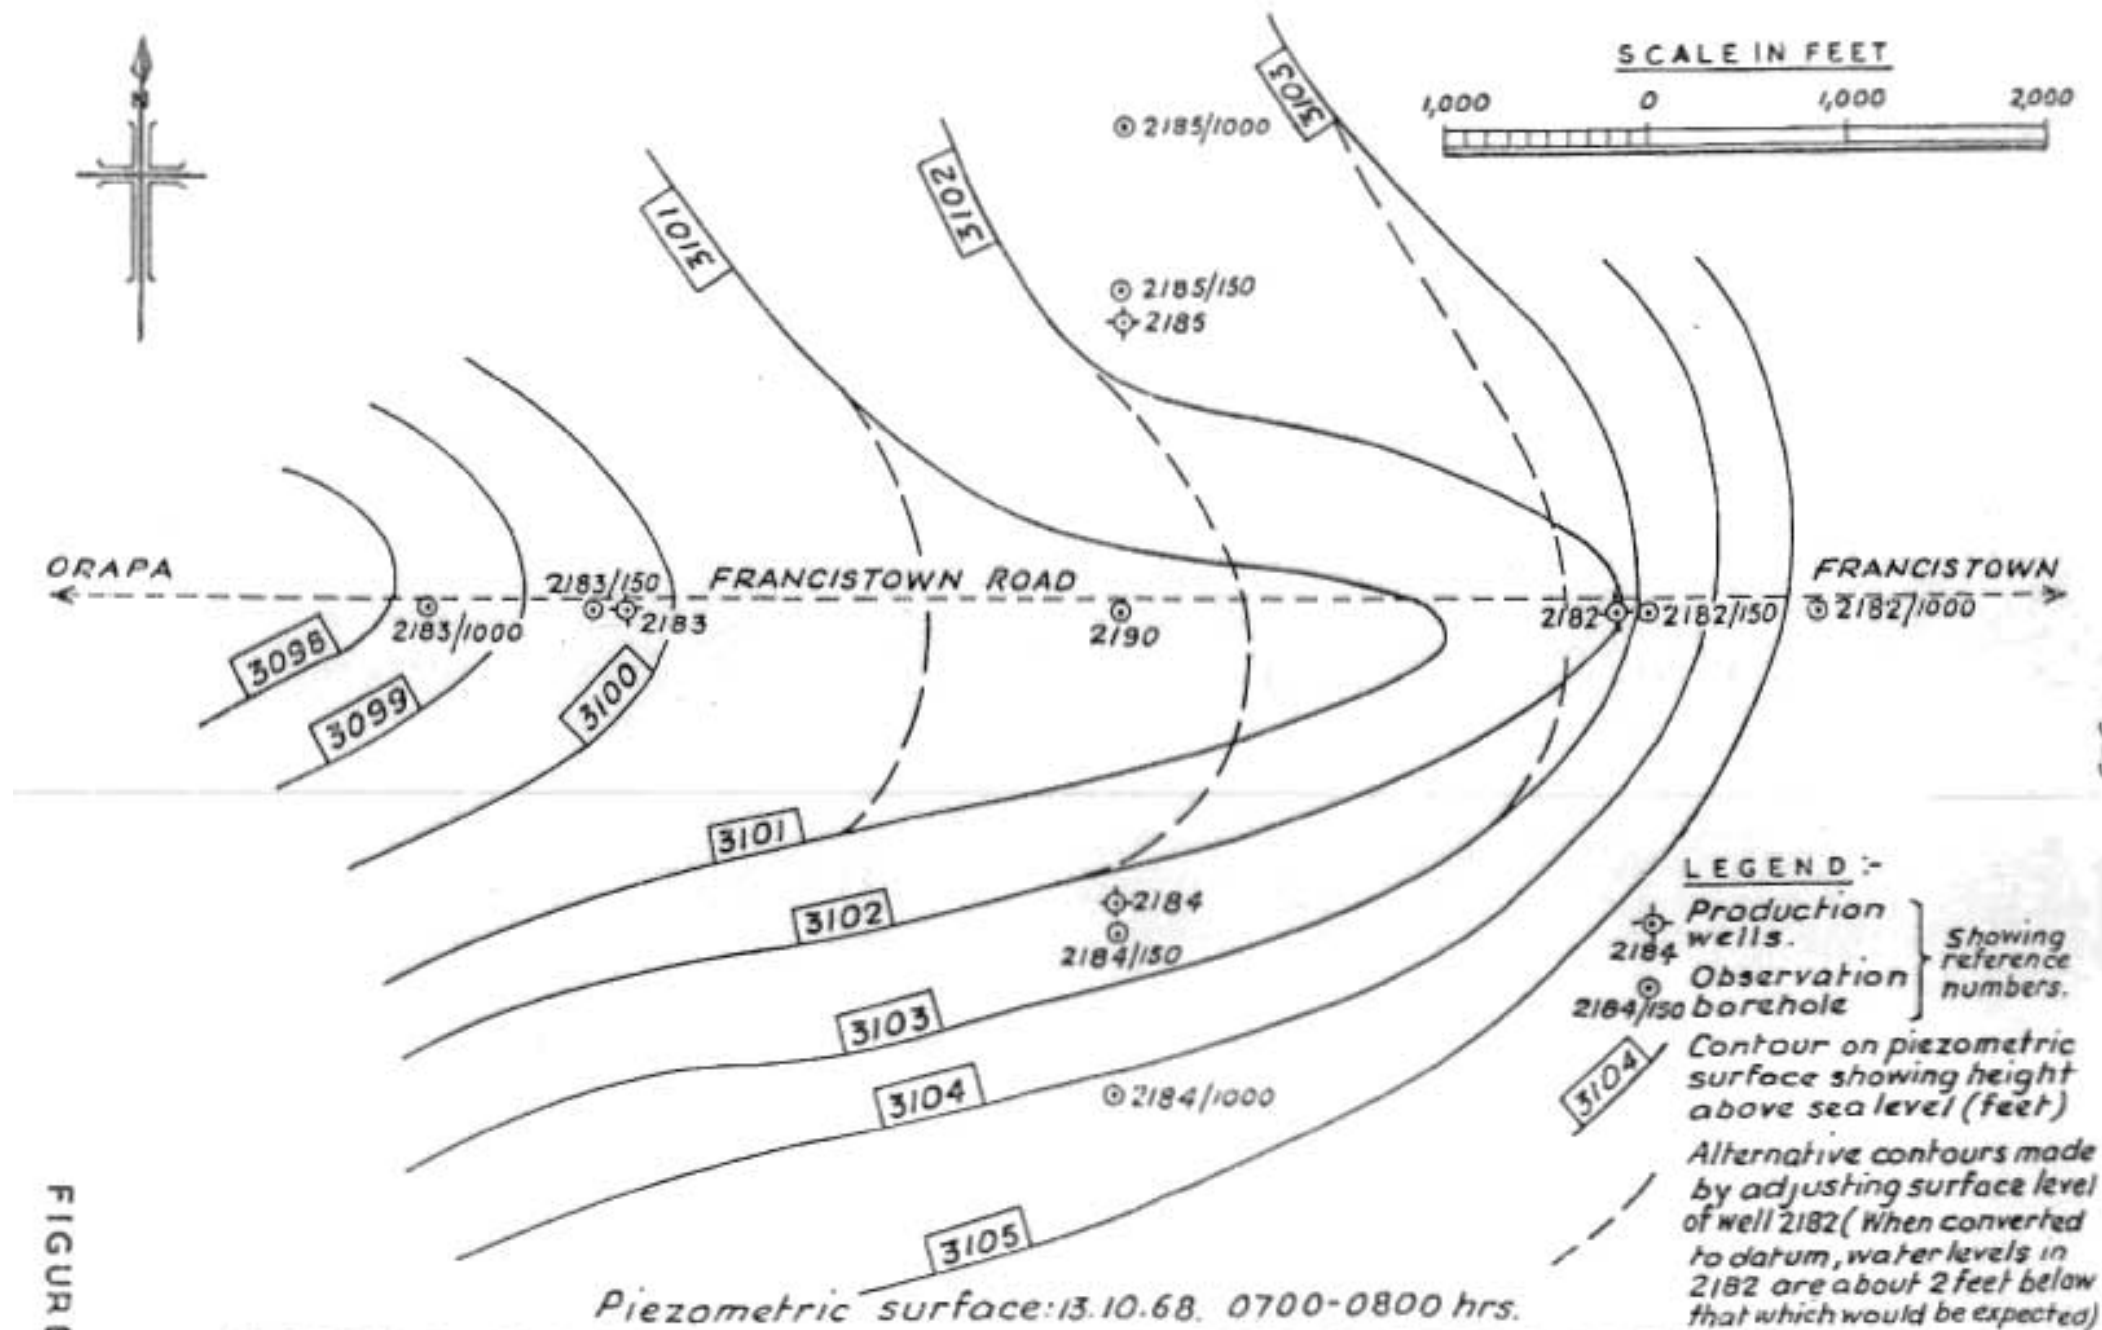 SCALE IN FEET
1,000 0 1,000 2,000
N
3103
2185/1000
3102
3101
2185/150
2185
ORAPA
2183/150
FRANCISTOWN ROAD
FRANCISTOWN
2183/1000
2183
2190
2182
2182/150
2182/1000
3098
3099
3100
3101
3102
2184
2184/150
3103
3104
2184/1000
3105
LEGEND :-
Production
wells.
2184
Observation
borehole
2184/150
Showing
reference
numbers.
3104
Contour on piezometric
surface showing height
above sea level (feet)
Alternative contours made
by adjusting surface level
of well 2182 (When converted
to datum, water levels in
2182 are about 2 feet below
that which would be expected)
Piezometric surface: 13.10.68. 0700-0800 hrs.
FIGURE